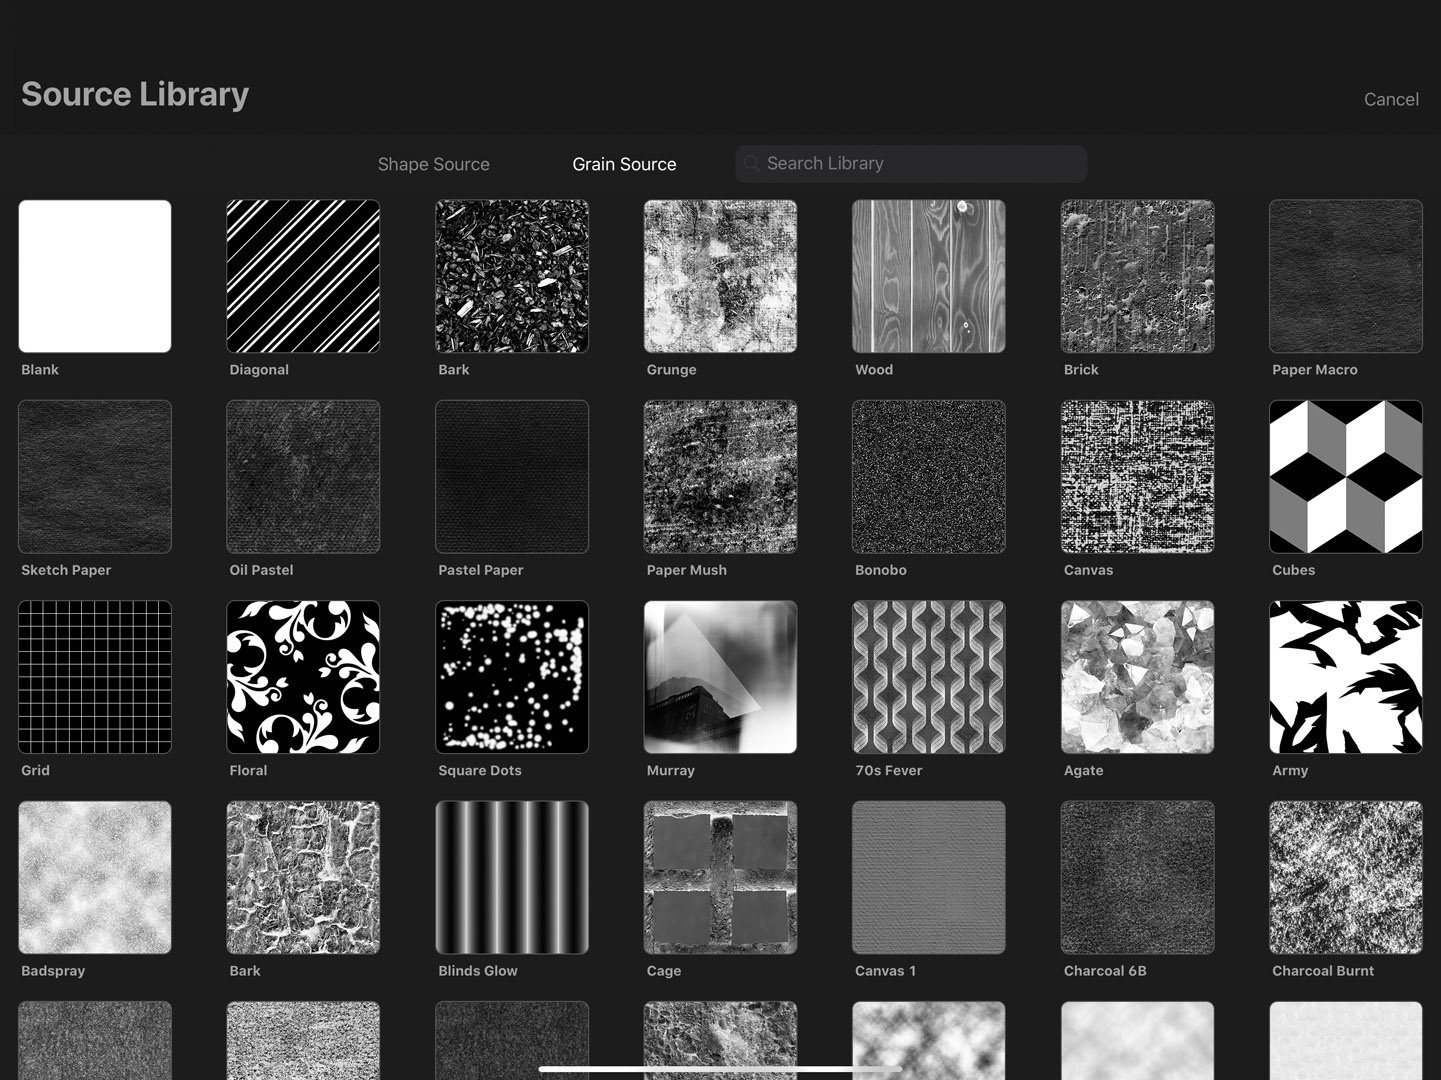 Source Library
Cancel
Shape Source
Grain Source
Search Library
Blank
Diagonal
Bark
Grunge
Wood
Brick
Paper Macro
Sketch Paper
Oil Pastel
Pastel Paper
Paper Mush
Bonobo
Canvas
Cubes
Grid
Floral
Square Dots
Murray
70s Fever
Agate
Army
Badspray
Bark
Blinds Glow
Cage
Canvas 1
Charcoal 6B
Charcoal Burnt